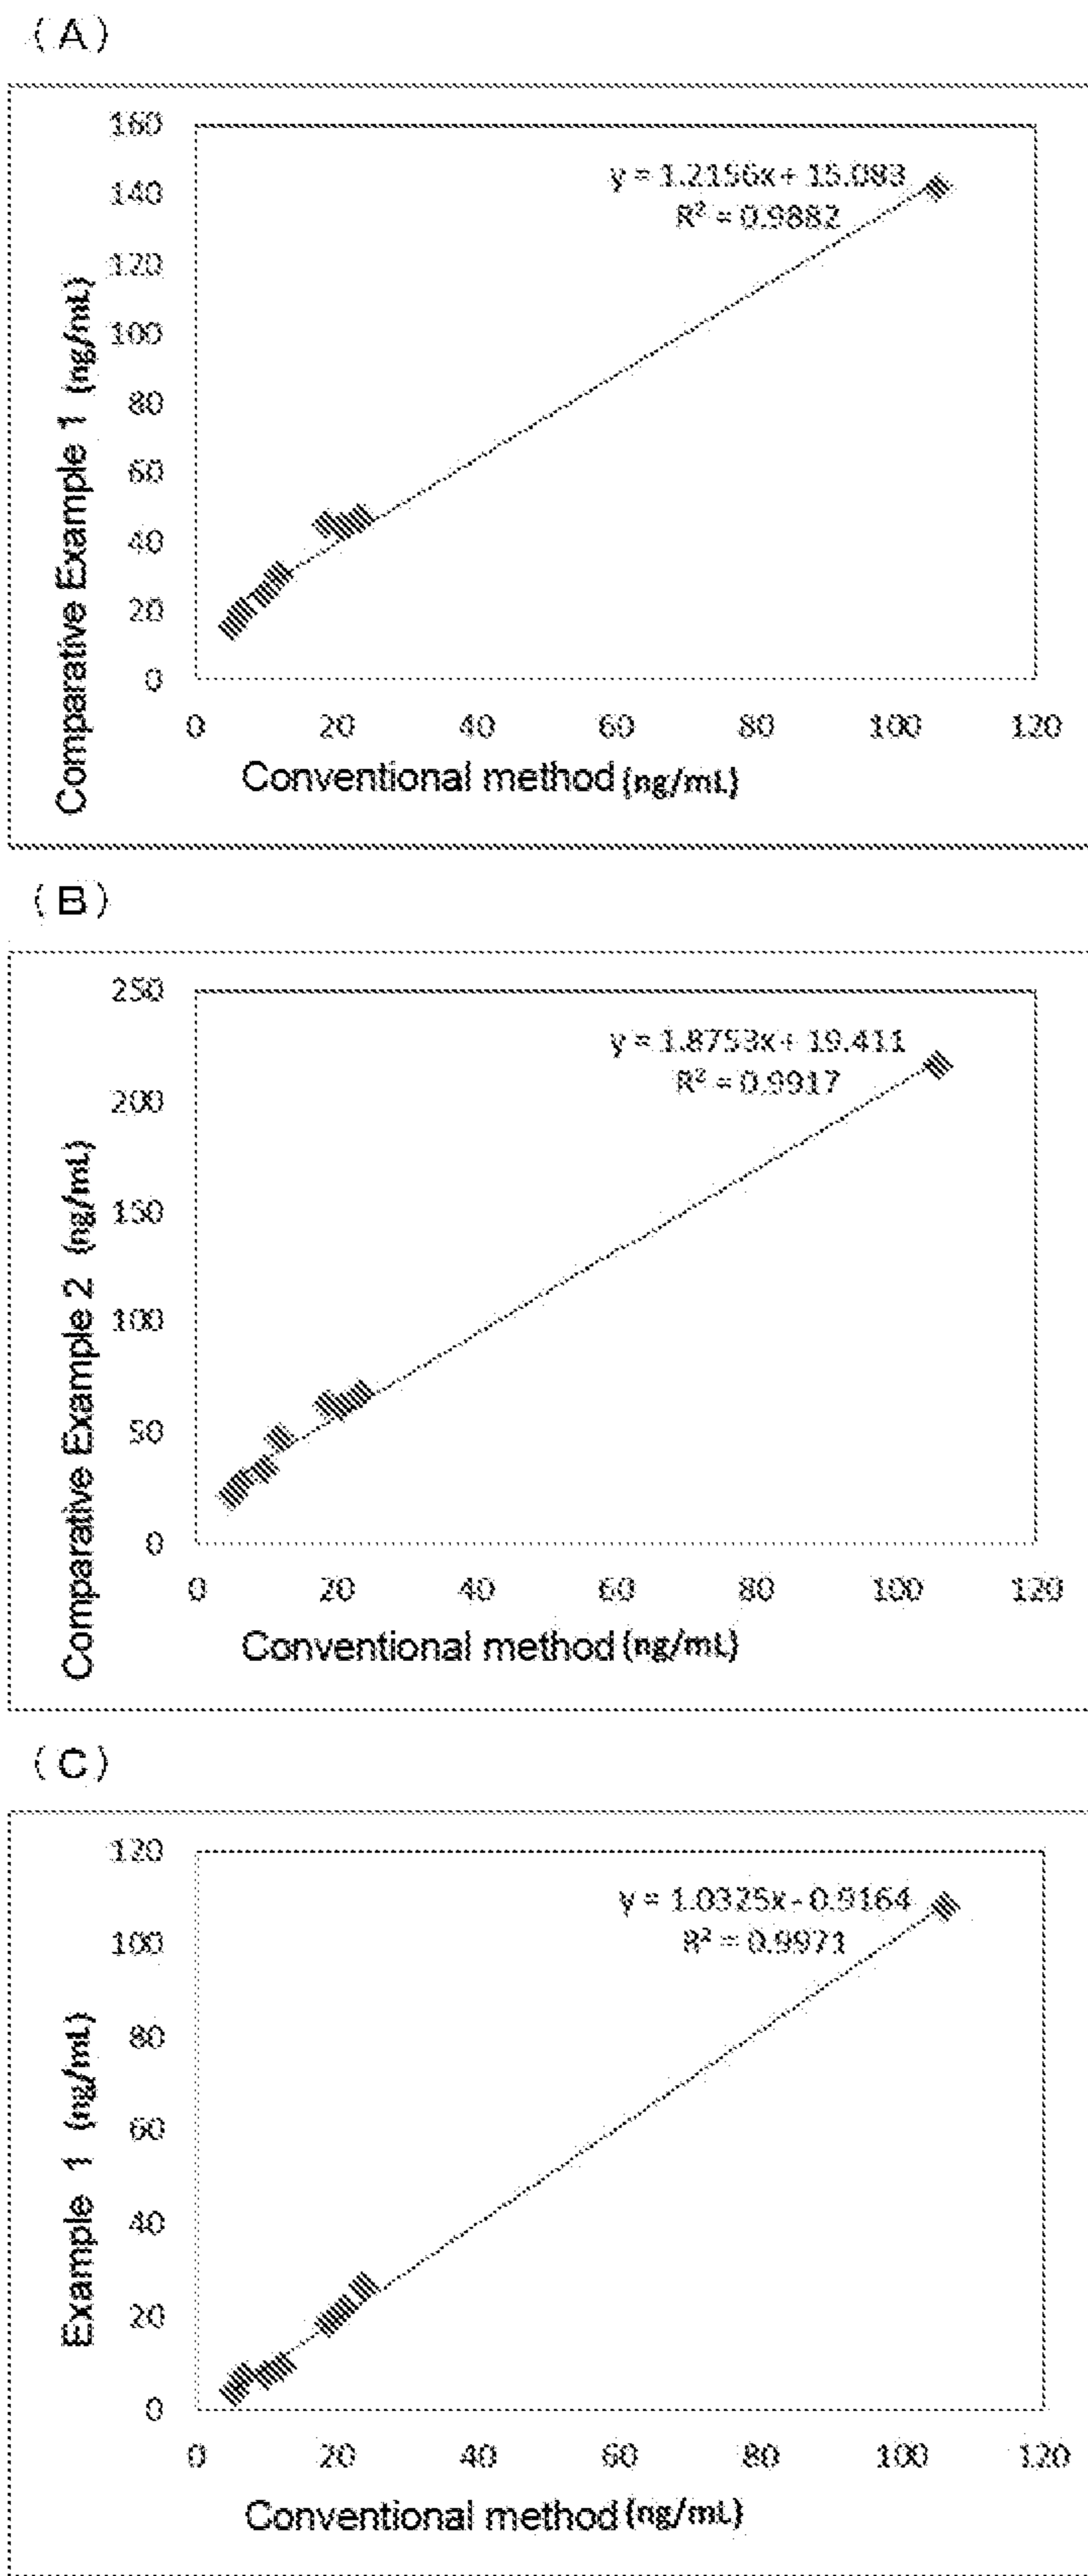 (A)
160
140
120
100
80
60
40
20
0
y = 1.2156x + 15.093
R² = 0.9882
Comparative Example 1 (ng/mL)
0 20 40 60 80 100 120
Conventional method (ng/mL)
(B)
250
200
150
100
50
0
y = 1.8753x + 19.411
R² = 0.9917
Comparative Example 2 (ng/mL)
0 20 40 60 80 100 120
Conventional method (ng/mL)
(C)
120
100
80
60
40
20
0
y = 1.0325x - 0.9164
R² = 0.9971
Example 1 (ng/mL)
0 20 40 60 80 100 120
Conventional method (ng/mL)